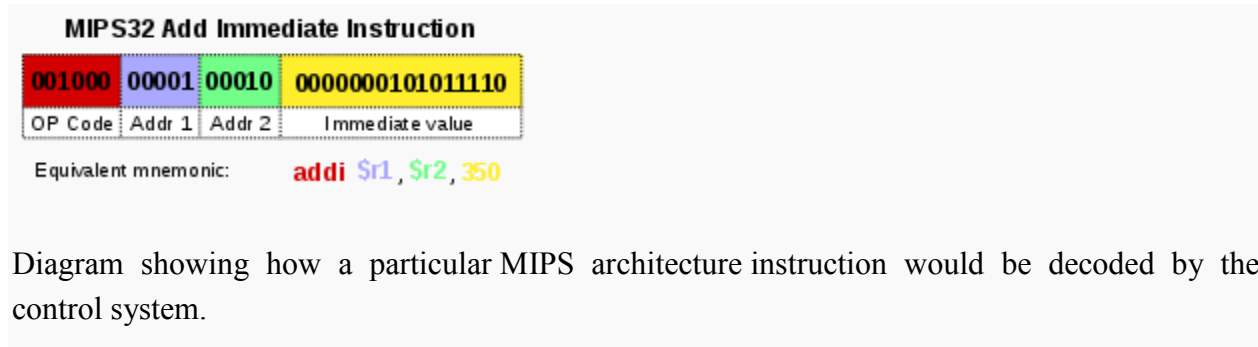 MIPS32 Add Immediate Instruction
001000 00001 00010 0000000101011110
OP Code Addr 1 Addr 2 Immediate value
Equivalent mnemonic: addi $r1 , $r2 , 350
Diagram showing how a particular MIPS architecture instruction would be decoded by the
control system.